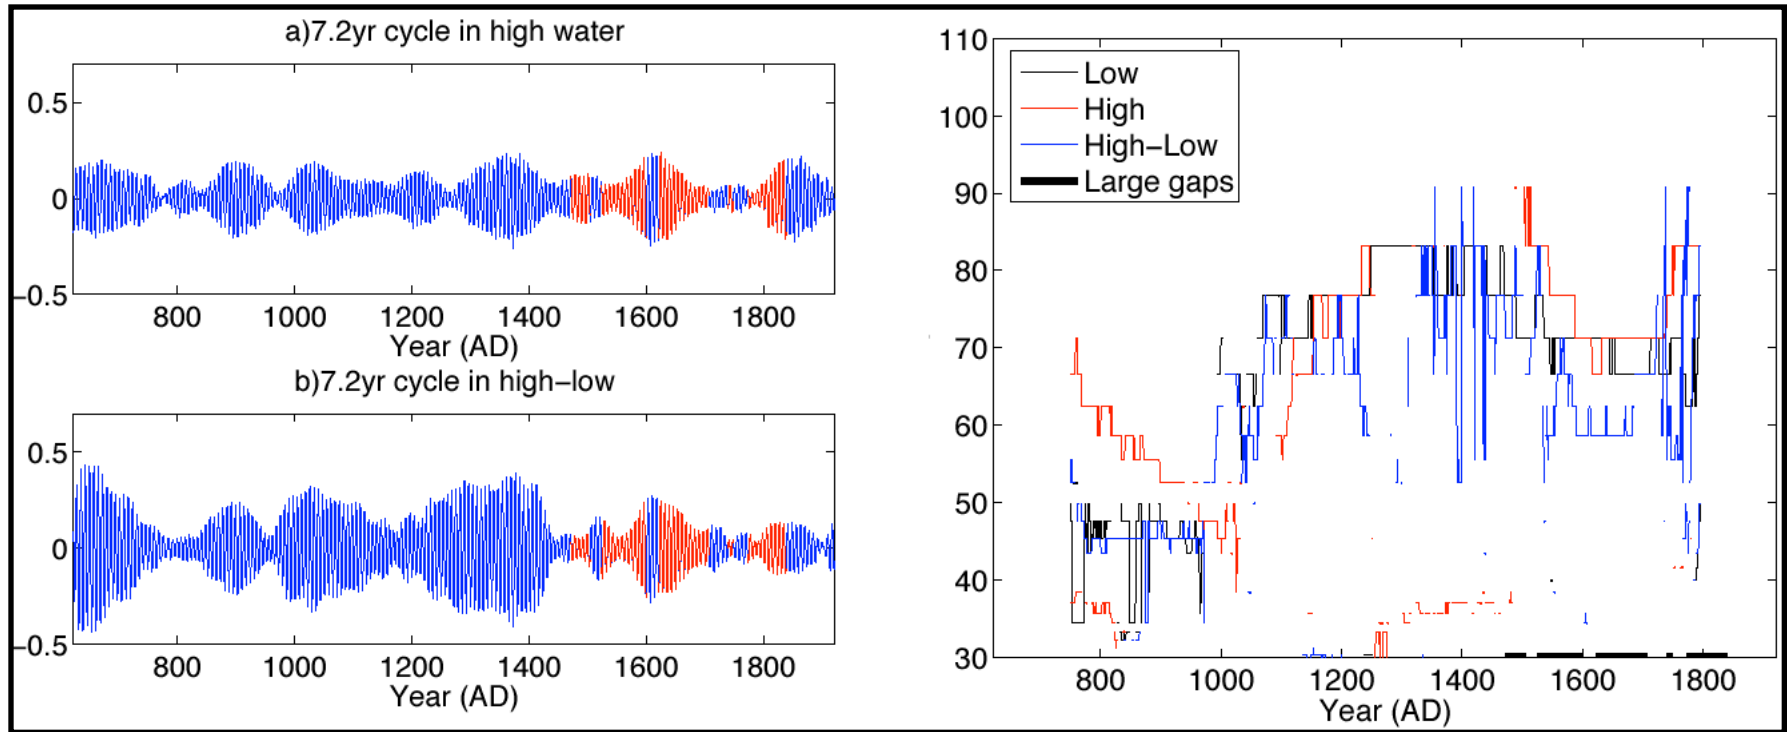 a)7.2yr cycle in high water
0.5
0
−0.5
800 1000 1200 1400 1600 1800
Year (AD)
b)7.2yr cycle in high−low
0.5
0
−0.5
800 1000 1200 1400 1600 1800
Year (AD)
110
100
90
80
70
60
50
40
30
Low
High
High−Low
Large gaps
800 1000 1200 1400 1600 1800
Year (AD)